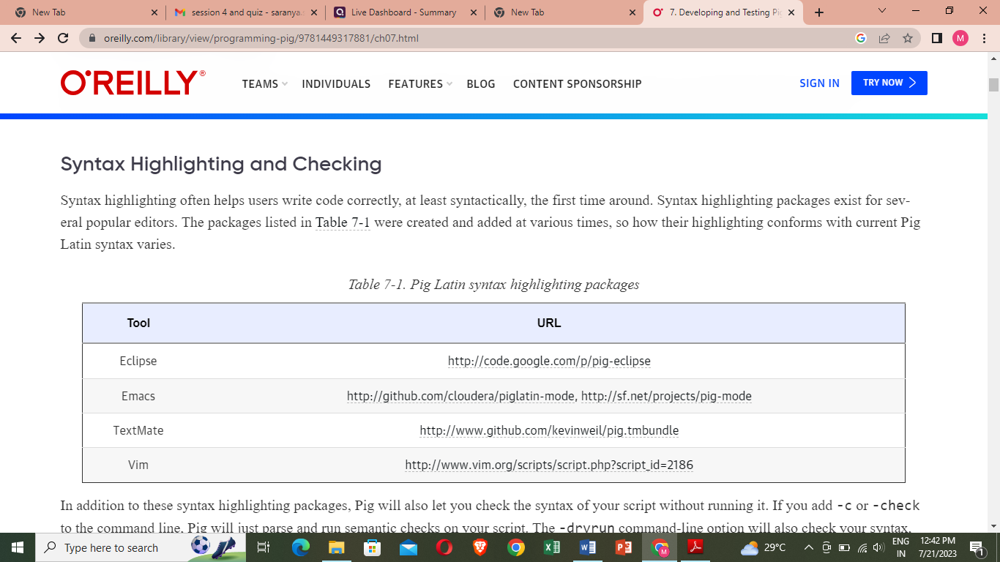 New Tab
session 4 and quiz - saranya.
Live Dashboard - Summary
New Tab
7. Developing and Testing Pig
oreilly.com/library/view/programming-pig/9781449317881/ch07.html
M
O'REILLY®
TEAMS
INDIVIDUALS
FEATURES
BLOG
CONTENT SPONSORSHIP
SIGN IN
TRY NOW
Syntax Highlighting and Checking
Syntax highlighting often helps users write code correctly, at least syntactically, the first time around. Syntax highlighting packages exist for sev-
eral popular editors. The packages listed in Table 7-1 were created and added at various times, so how their highlighting conforms with current Pig
Latin syntax varies.
Table 7-1. Pig Latin syntax highlighting packages
Tool URL
Eclipse http://code.google.com/p/pig-eclipse
Emacs http://github.com/cloudera/piglatin-mode, http://sf.net/projects/pig-mode
TextMate http://www.github.com/kevinweil/pig.tmbundle
Vim http://www.vim.org/scripts/script.php?script_id=2186
In addition to these syntax highlighting packages, Pig will also let you check the syntax of your script without running it. If you add -c or -check
to the command line, Pig will just parse and run semantic checks on your script. The -dryrun command-line option will also check your syntax,
Type here to search
29°C
ENG
IN
12:42 PM
7/21/2023
1